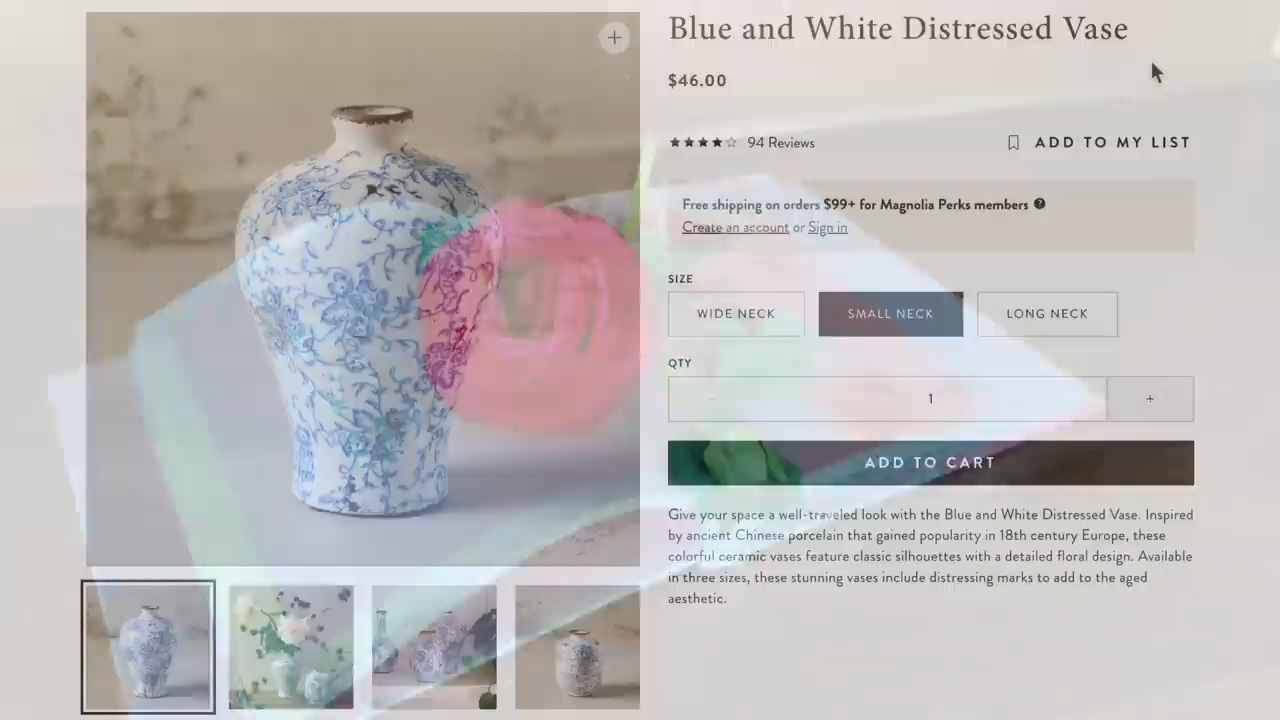 Blue and White Distressed Vase
$46.00
94 Reviews
ADD TO MY LIST
Free shipping on orders $99+ for Magnolia Perks members
Create an account or Sign in
SIZE
WIDE NECK
SMALL NECK
LONG NECK
QTY
1
ADD TO CART
Give your space a well-traveled look with the Blue and White Distressed Vase. Inspired
by ancient Chinese porcelain that gained popularity in 18th century Europe, these
colorful ceramic vases feature classic silhouettes with a detailed floral design. Available
in three sizes, these stunning vases include distressing marks to add to the aged
aesthetic.